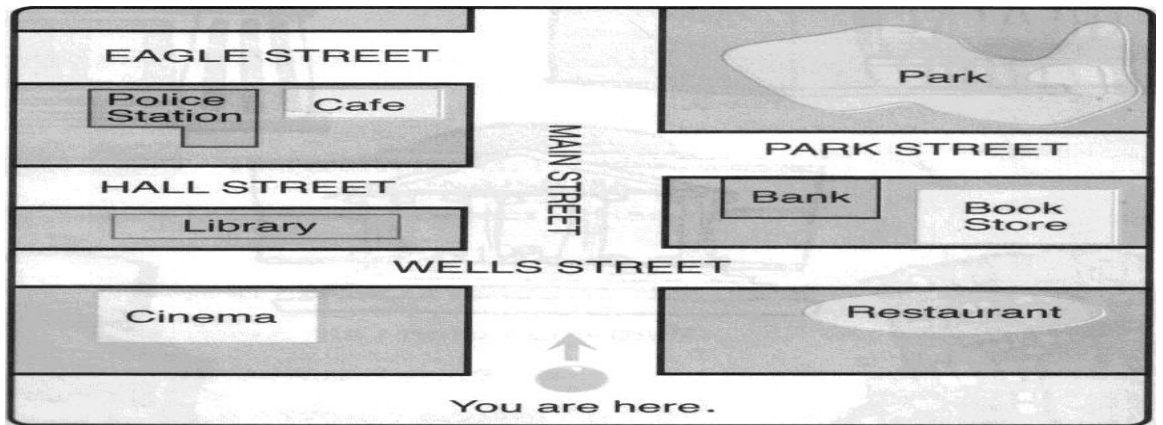 EAGLE STREET
Police
Station
Cafe
Park
MAIN STREET
PARK STREET
HALL STREET
Bank
Library
Book
Store
WELLS STREET
Cinema
Restaurant
You are here.